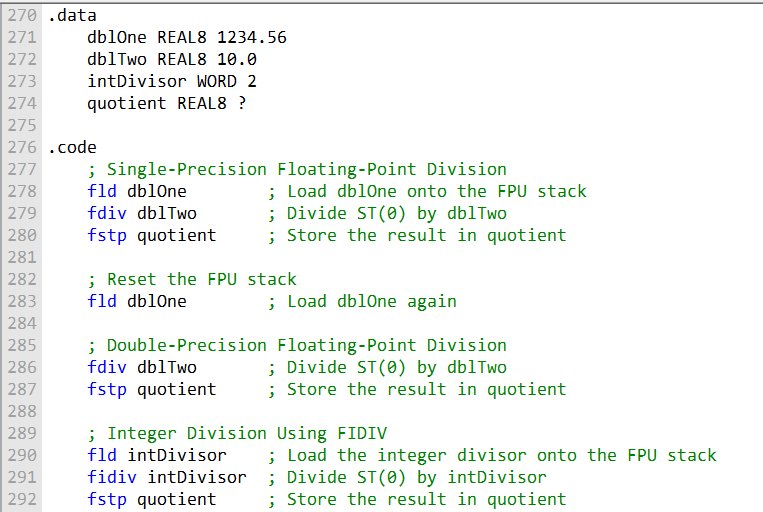 270 .data
271     dblOne REAL8 1234.56
272     dblTwo REAL8 10.0
273     intDivisor WORD 2
274     quotient REAL8 ?
275
276 .code
277     ; Single-Precision Floating-Point Division
278     fld dblOne        ; Load dblOne onto the FPU stack
279     fdiv dblTwo       ; Divide ST(0) by dblTwo
280     fstp quotient     ; Store the result in quotient
281
282     ; Reset the FPU stack
283     fld dblOne        ; Load dblOne again
284
285     ; Double-Precision Floating-Point Division
286     fdiv dblTwo       ; Divide ST(0) by dblTwo
287     fstp quotient     ; Store the result in quotient
288
289     ; Integer Division Using FIDIV
290     fld intDivisor    ; Load the integer divisor onto the FPU stack
291     fidiv intDivisor  ; Divide ST(0) by intDivisor
292     fstp quotient     ; Store the result in quotient